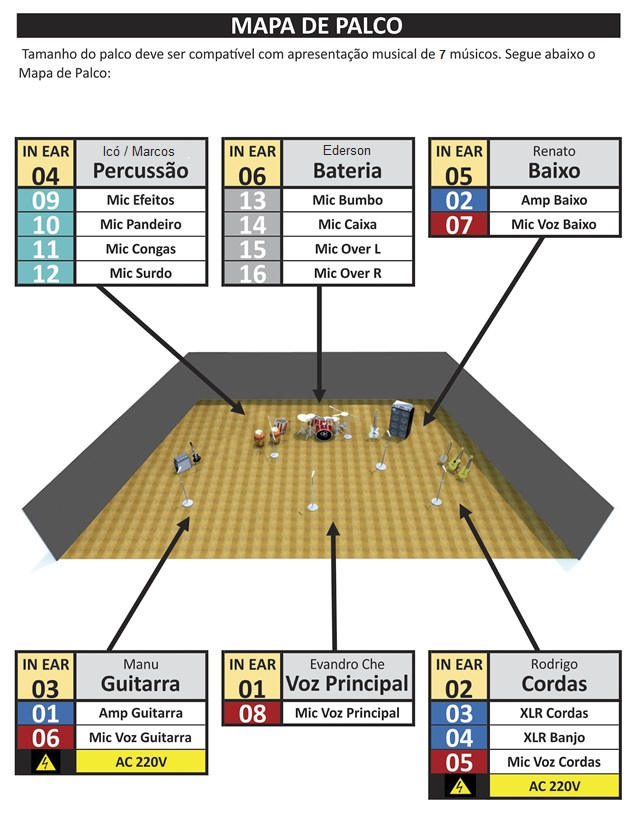 MAPA DE PALCO
Tamanho do palco deve ser compatível com apresentação musical de 7 músicos. Segue abaixo o
Mapa de Palco:
IN EAR
04
Icó / Marcos
Percussão
09 Mic Efeitos
10 Mic Pandeiro
11 Mic Congas
12 Mic Surdo
IN EAR
06
Ederson
Bateria
13 Mic Bumbo
14 Mic Caixa
15 Mic Over L
16 Mic Over R
IN EAR
05
Renato
Baixo
02 Amp Baixo
07 Mic Voz Baixo
IN EAR
03
Manu
Guitarra
01 Amp Guitarra
06 Mic Voz Guitarra
AC 220V
IN EAR
01
Evandro Che
Voz Principal
08 Mic Voz Principal
IN EAR
02
Rodrigo
Cordas
03 XLR Cordas
04 XLR Banjo
05 Mic Voz Cordas
AC 220V